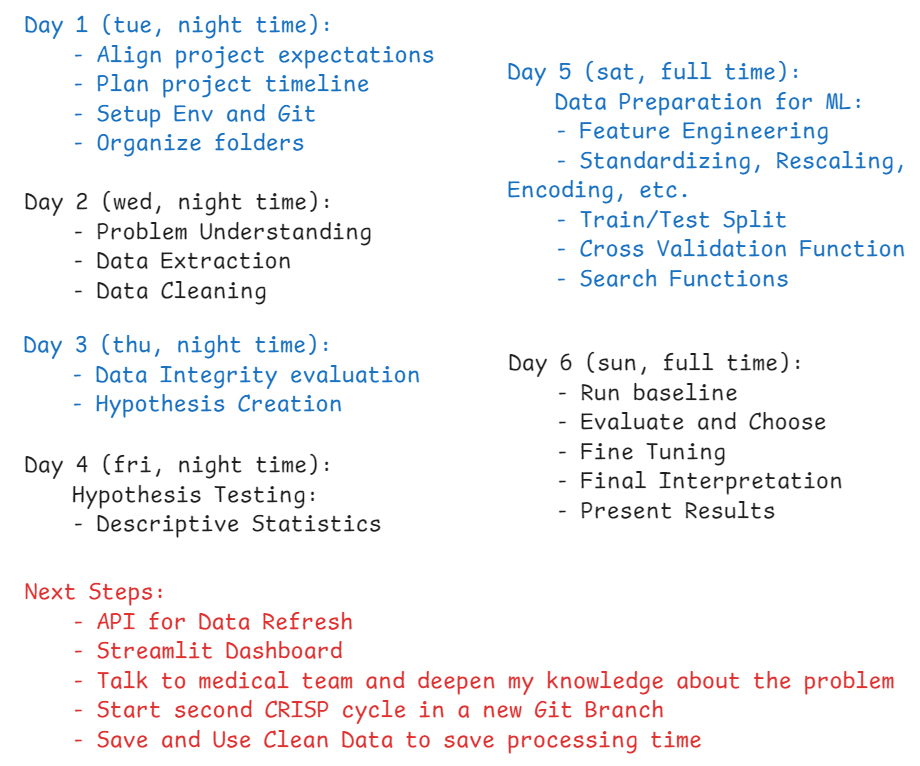 Day 1 (tue, night time):
- Align project expectations
- Plan project timeline
- Setup Env and Git
- Organize folders
Day 2 (wed, night time):
- Problem Understanding
- Data Extraction
- Data Cleaning
Day 3 (thu, night time):
- Data Integrity evaluation
- Hypothesis Creation
Day 4 (fri, night time):
Hypothesis Testing:
- Descriptive Statistics
Day 5 (sat, full time):
Data Preparation for ML:
- Feature Engineering
- Standardizing, Rescaling,
Encoding, etc.
- Train/Test Split
- Cross Validation Function
- Search Functions
Day 6 (sun, full time):
- Run baseline
- Evaluate and Choose
- Fine Tuning
- Final Interpretation
- Present Results
Next Steps:
- API for Data Refresh
- Streamlit Dashboard
- Talk to medical team and deepen my knowledge about the problem
- Start second CRISP cycle in a new Git Branch
- Save and Use Clean Data to save processing time